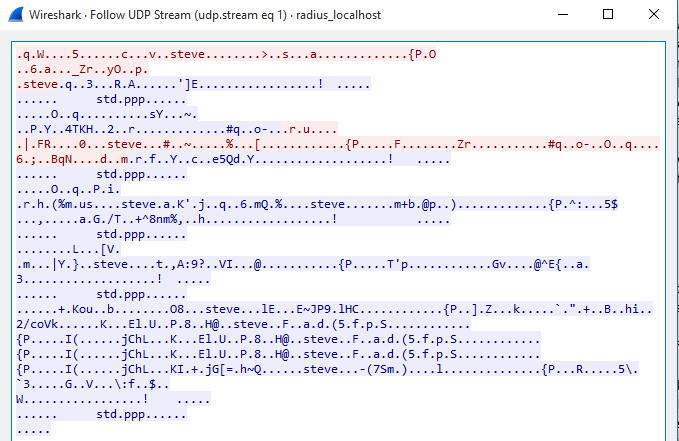 Wireshark · Follow UDP Stream (udp.stream eq 1) · radius_localhost
.q.W....5......c...v..steve........>..s...a.............{P.O
..6.a..._Zr..yO..p.
.steve.q..3...R.A......']E.................! .....
...... std.ppp......
.....O..q..........sY...~.
..P.Y..4TKH..2..r.............#q..o-...r.u....
.|.FR....0...steve...#..~.....%...[............{P.....F........Zr...........#q..o-..O..q....
6.;..BqN....d..m.r.f..Y..c..e5Qd.Y...................! .....
...... std.ppp......
.....O..q..P.i.
.r.h.(%m.us....steve.a.K'.j..q..6.mQ.%....steve.......m+b.@p..).............{P.^:...5$
...,.....a.G./T..+^8nm%,..h..................! .....
...... std.ppp......
........L...[V.
.m...|Y.}..steve....t.,A:9?..VI...@...........{P.....T'p............Gv....@^E{..a.
3...................! .....
...... std.ppp......
......+.Kou..b........O8...steve...lE...E~JP9.lHC............{P..].Z...k.....`.".+..B..hi..
2/coVk......K...El.U..P.8..H@..steve..F..a.d.(5.f.p.S............
{P.....I(......jChL...K...El.U..P.8..H@..steve..F..a.d.(5.f.p.S............
{P.....I(......jChL...K...El.U..P.8..H@..steve..F..a.d.(5.f.p.S............
{P.....I(......jChL...KI.+.jG[=.h~Q......steve...-(7Sm.)....l..............{P...R.....5\.
`3.....G..V...\:f..$..
W.................! .....
...... std.ppp......
.....